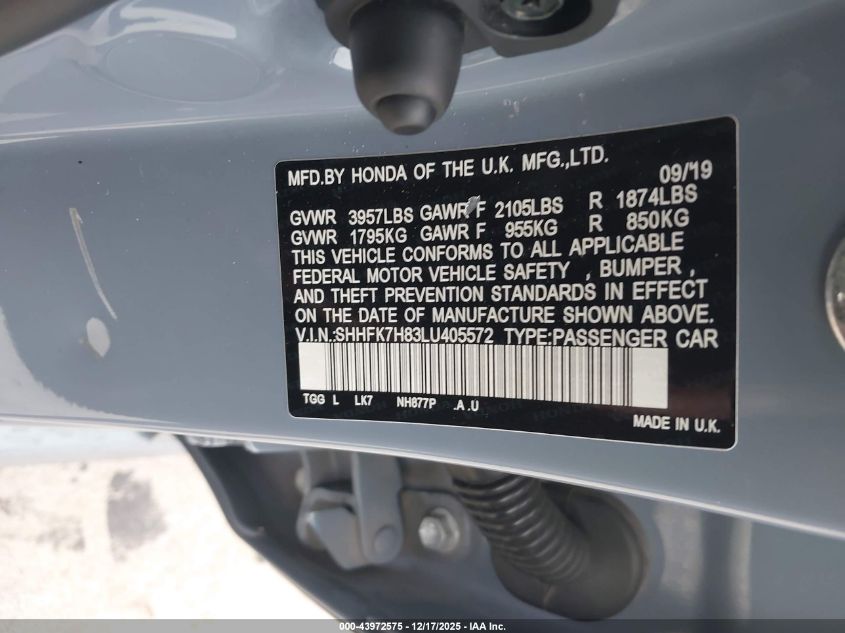 MFD.BY HONDA OF THE U.K. MFG.,LTD. 09/'19
GVWR 3957LBS GAWR F 2105LBS R 1874LBS
GVWR 1795KG GAWR F 955KG R 850KG
THIS VEHICLE CONFORMS TO ALL APPLICABLE
FEDERAL MOTOR VEHICLE SAFETY , BUMPER ,
AND THEFT PREVENTION STANDARDS IN EFFECT
ON THE DATE OF MANUFACTURE SHOWN ABOVE.
V.I.N.:SHHFK7H83LU405572 TYPE:PASSENGER CAR
TGG L LK7 NH877P .A .U
MADE IN U.K.
000-43972575 - 12/17/2025 - IAA Inc.